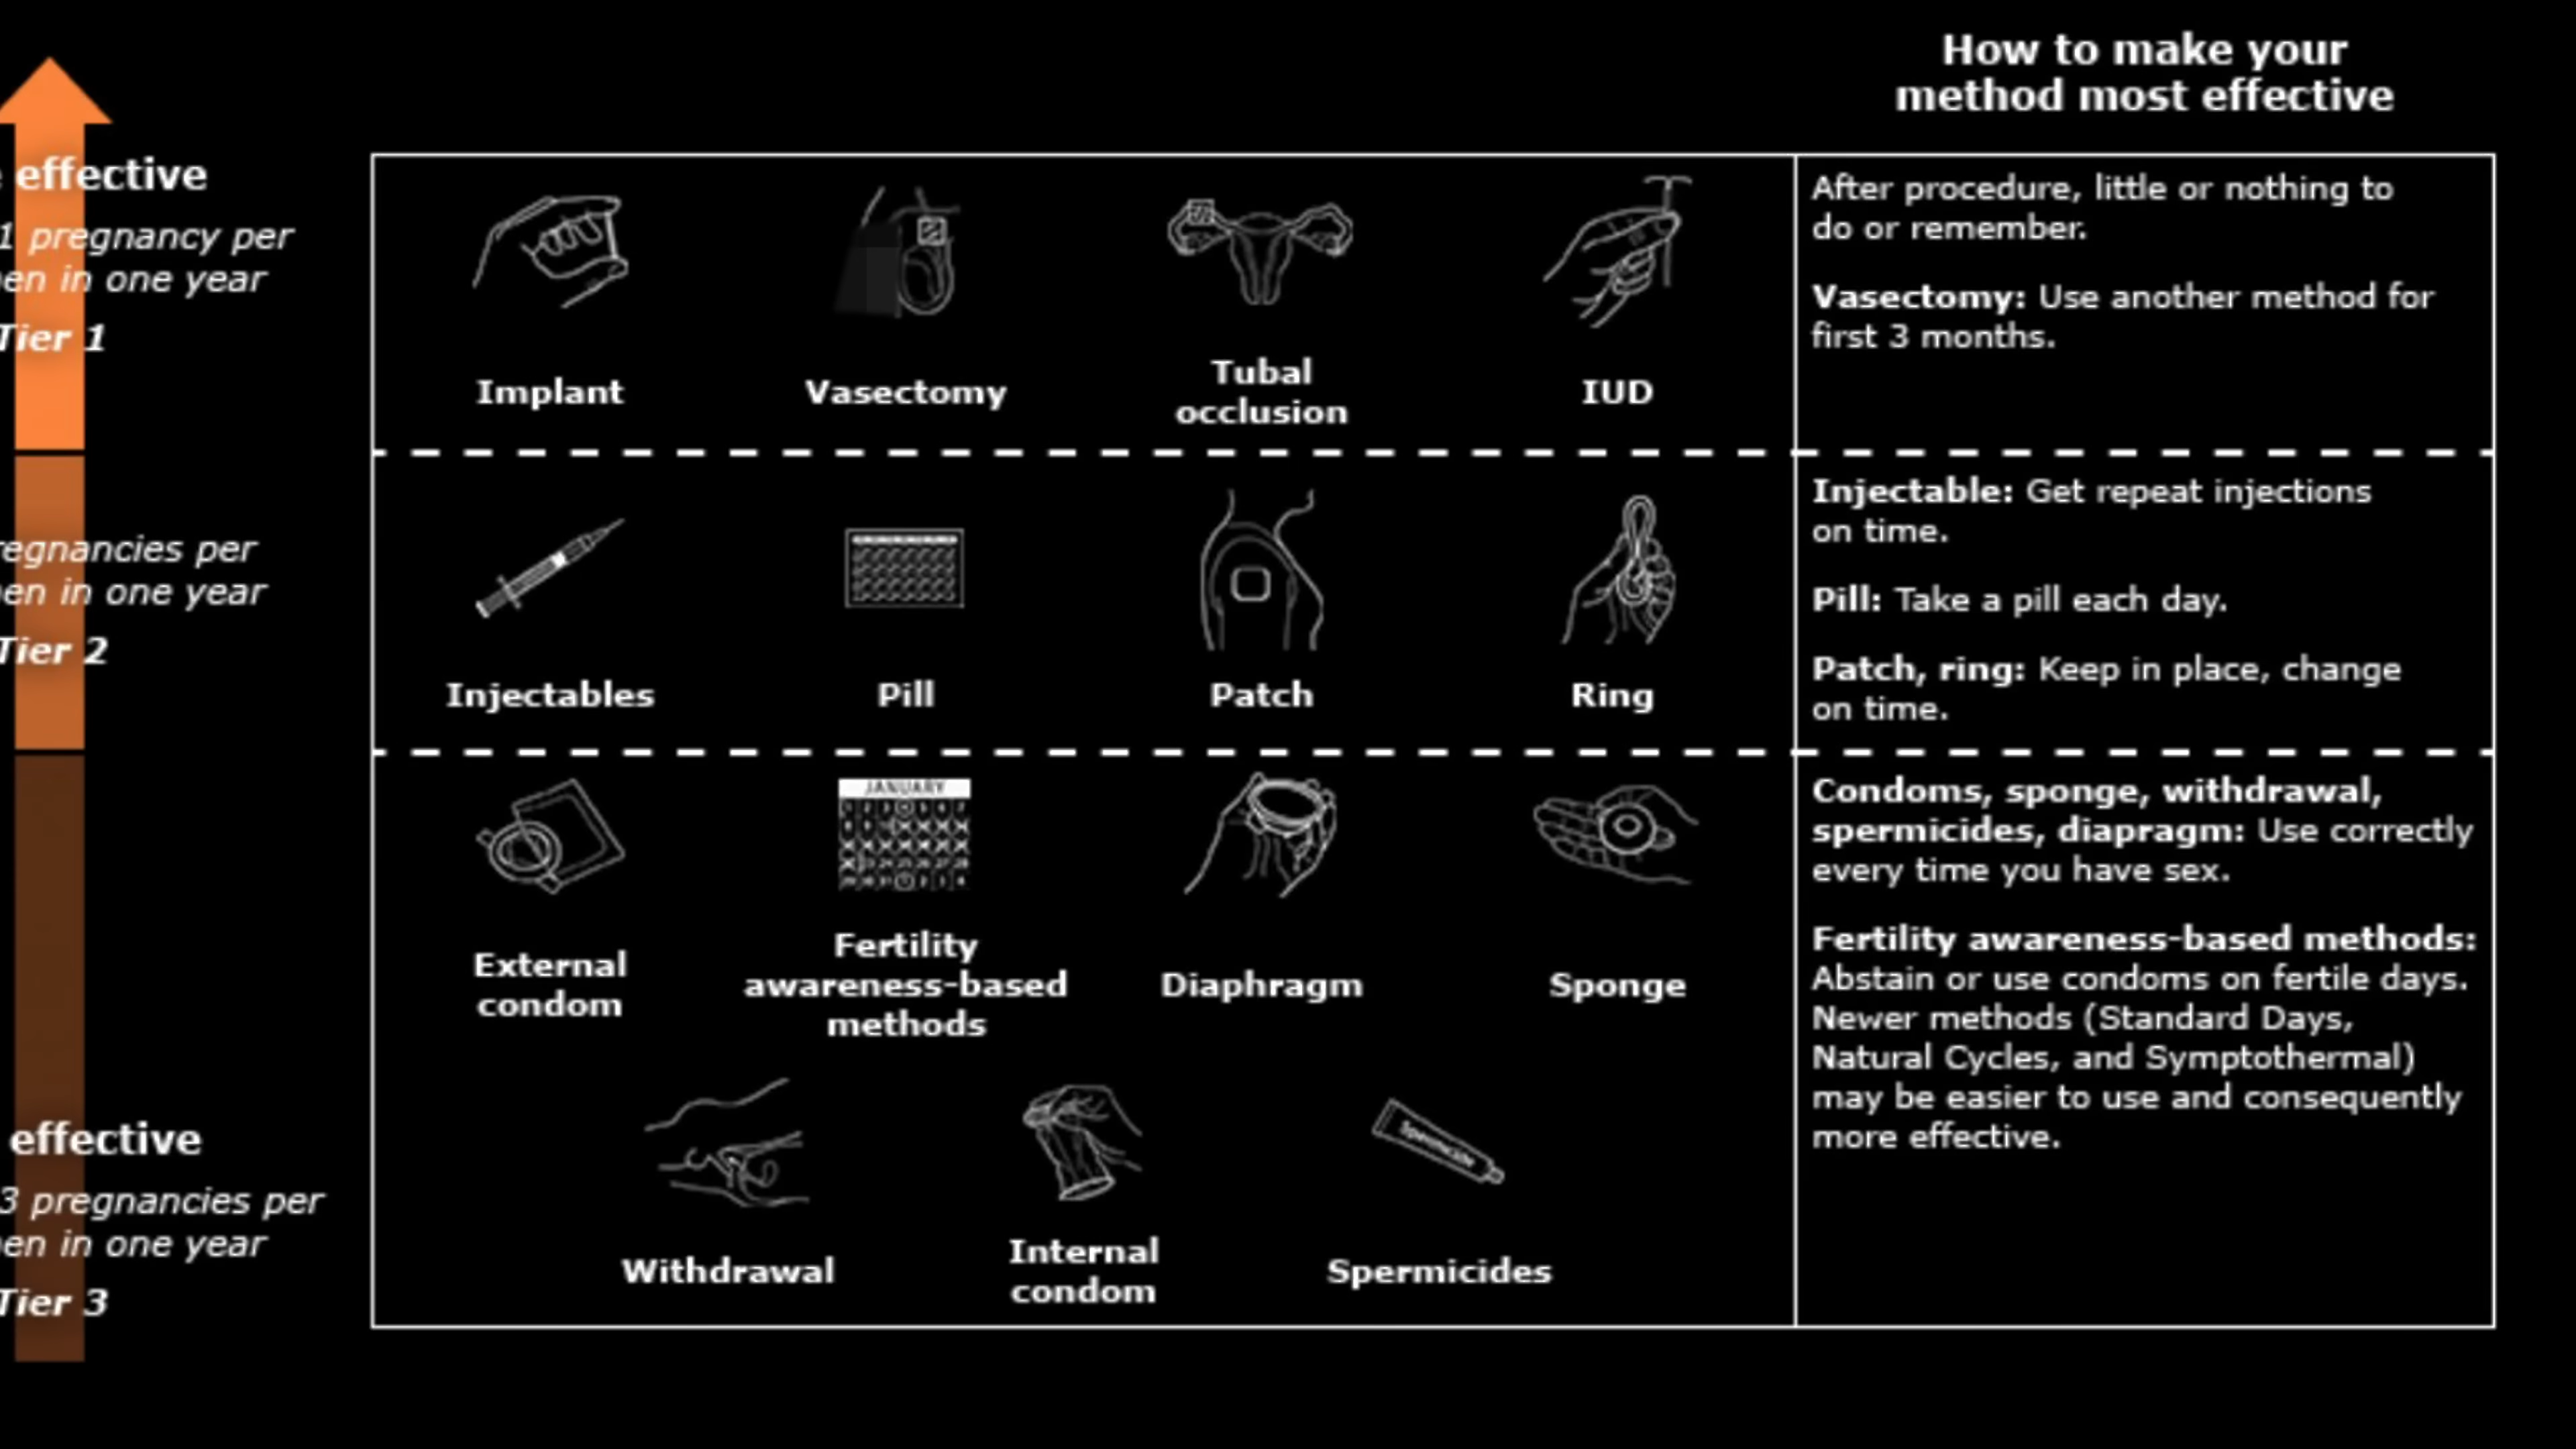 How to make your
method most effective
effective
1 pregnancy per
en in one year
Tier 1
Implant
Vasectomy
Tubal
occlusion
IUD
After procedure, little or nothing to
do or remember.
Vasectomy: Use another method for
first 3 months.
regnancies per
en in one year
Tier 2
Injectables
Pill
Patch
Ring
Injectable: Get repeat injections
on time.
Pill: Take a pill each day.
Patch, ring: Keep in place, change
on time.
JANUARY
External
condom
Fertility
awareness-based
methods
Diaphragm
Sponge
Condoms, sponge, withdrawal,
spermicides, diapragm: Use correctly
every time you have sex.
Fertility awareness-based methods:
Abstain or use condoms on fertile days.
Newer methods (Standard Days,
Natural Cycles, and Symptothermal)
may be easier to use and consequently
more effective.
effective
3 pregnancies per
en in one year
Tier 3
Spermicide
Withdrawal
Internal
condom
Spermicides